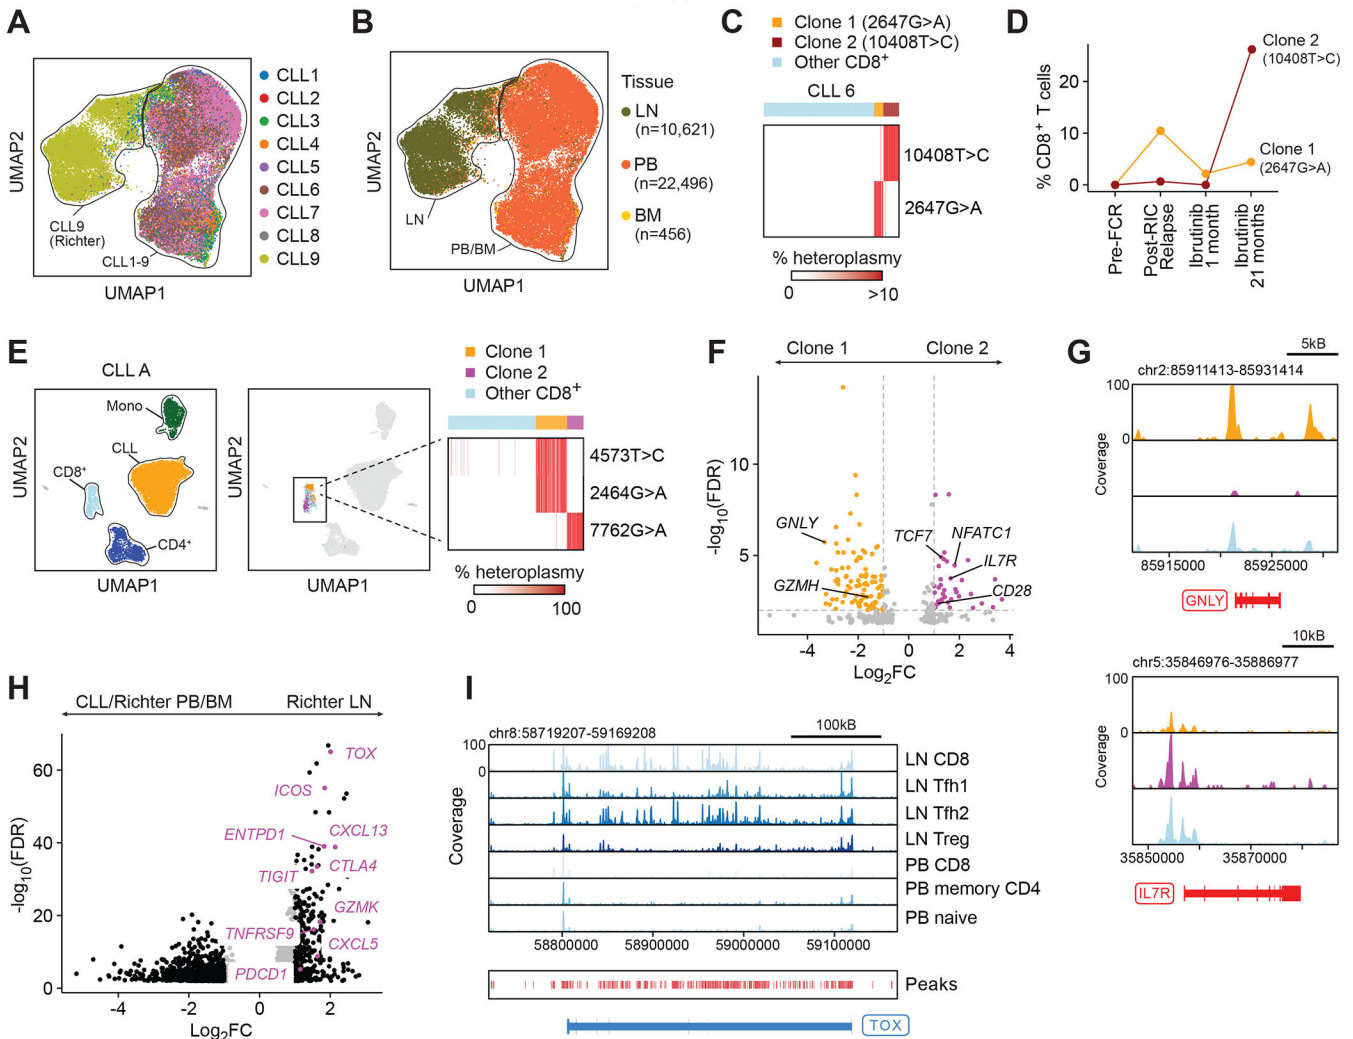 A
UMAP2
UMAP1
CLL9
(Richter)
CLL1-9
CLL1
CLL2
CLL3
CLL4
CLL5
CLL6
CLL7
CLL8
CLL9
B
UMAP2
UMAP1
LN
PB/BM
Tissue
LN
(n=10,621)
PB
(n=22,496)
BM
(n=456)
C
Clone 1 (2647G>A)
Clone 2 (10408T>C)
Other CD8+
CLL 6
10408T>C
2647G>A
% heteroplasmy
0
>10
D
% CD8+ T cells
20
10
0
Clone 2
(10408T>C)
Clone 1
(2647G>A)
Pre-FCR
Post-RIC
Relapse
Ibrutinib
1 month
Ibrutinib
21 months
E
CLL A
Mono
CLL
CD8+
CD4+
UMAP2
UMAP1
UMAP2
UMAP1
Clone 1
Clone 2
Other CD8+
4573T>C
2464G>A
7762G>A
% heteroplasmy
0
100
F
Clone 1
Clone 2
-log10(FDR)
10
5
GNLY
GZMH
TCF7
NFATC1
IL7R
CD28
-4
-2
0
2
4
Log2FC
G
5kB
chr2:85911413-85931414
100
0
Coverage
85915000
85925000
GNLY
10kB
chr5:35846976-35886977
100
0
Coverage
35850000
35870000
IL7R
H
CLL/Richter PB/BM
Richter LN
-log10(FDR)
60
40
20
0
TOX
ICOS
ENTPD1
CXCL13
CTLA4
TIGIT
GZMK
TNFRSF9
CXCL5
PDCD1
-4
-2
0
2
Log2FC
I
100kB
chr8:58719207-59169208
100
0
Coverage
LN CD8
LN Tfh1
LN Tfh2
LN Treg
PB CD8
PB memory CD4
PB naive
58800000
58900000
59000000
59100000
Peaks
TOX